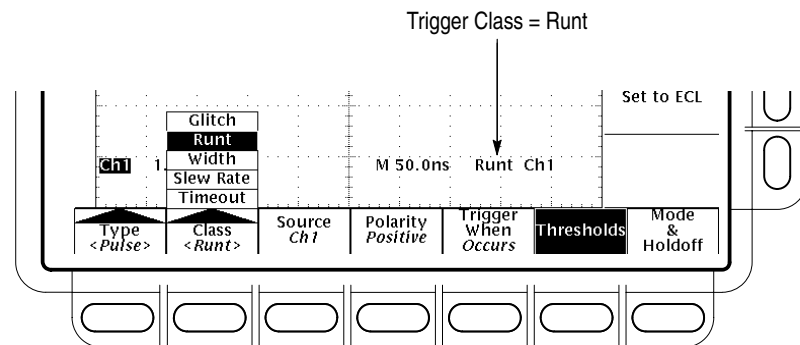 Trigger Class = Runt
Set to ECL
Glitch
Runt
Width
Slew Rate
Timeout
Ch1 1. M 50.0ns Runt Ch1
Type
<Pulse>
Class
<Runt>
Source
Ch1
Polarity
Positive
Trigger
When
Occurs
Thresholds
Mode
&
Holdoff